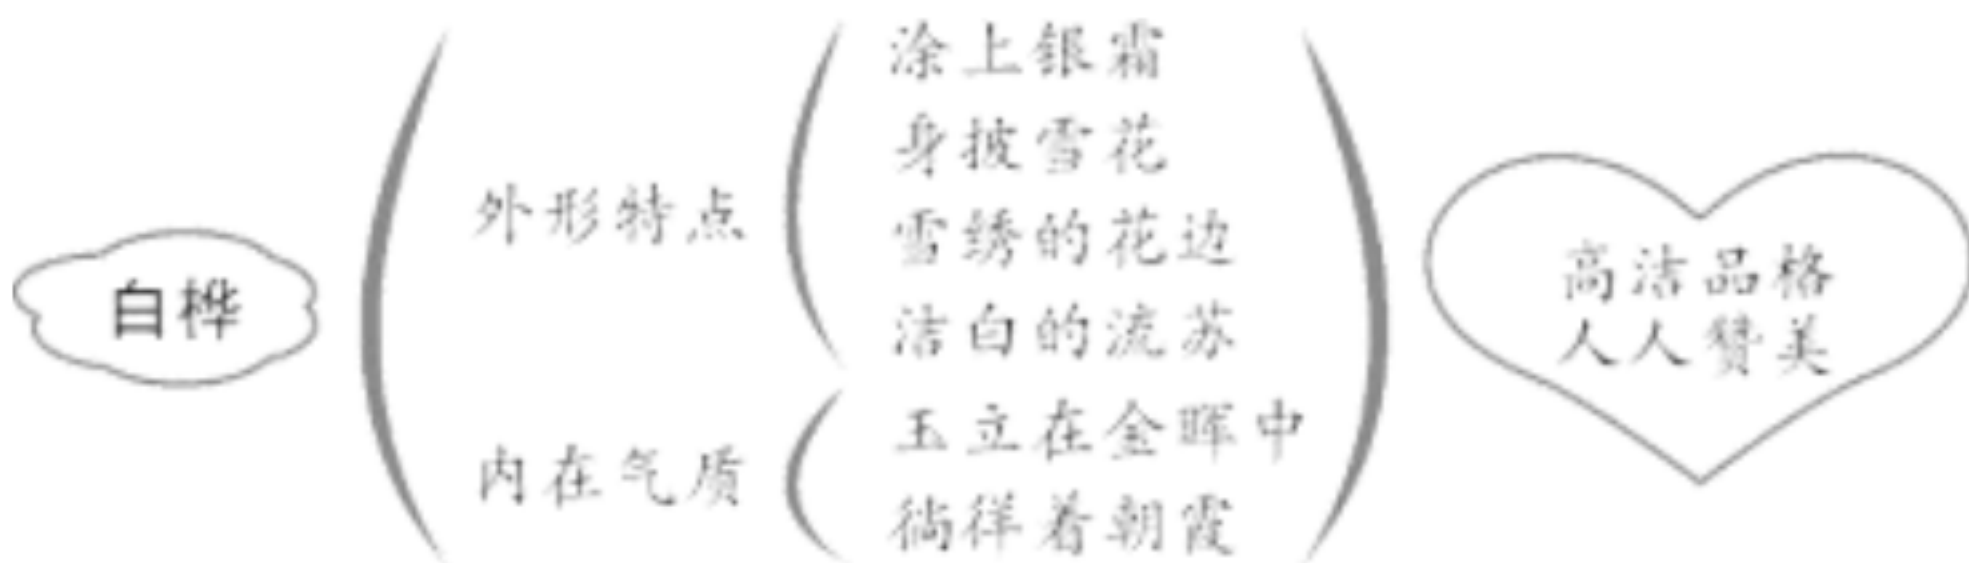 白桦
外形特点
涂上银霜
身披雪花
雪绣的花边
洁白的流苏
内在气质
玉立在金晖中
徜徉着朝霞
高洁品格
人人赞美